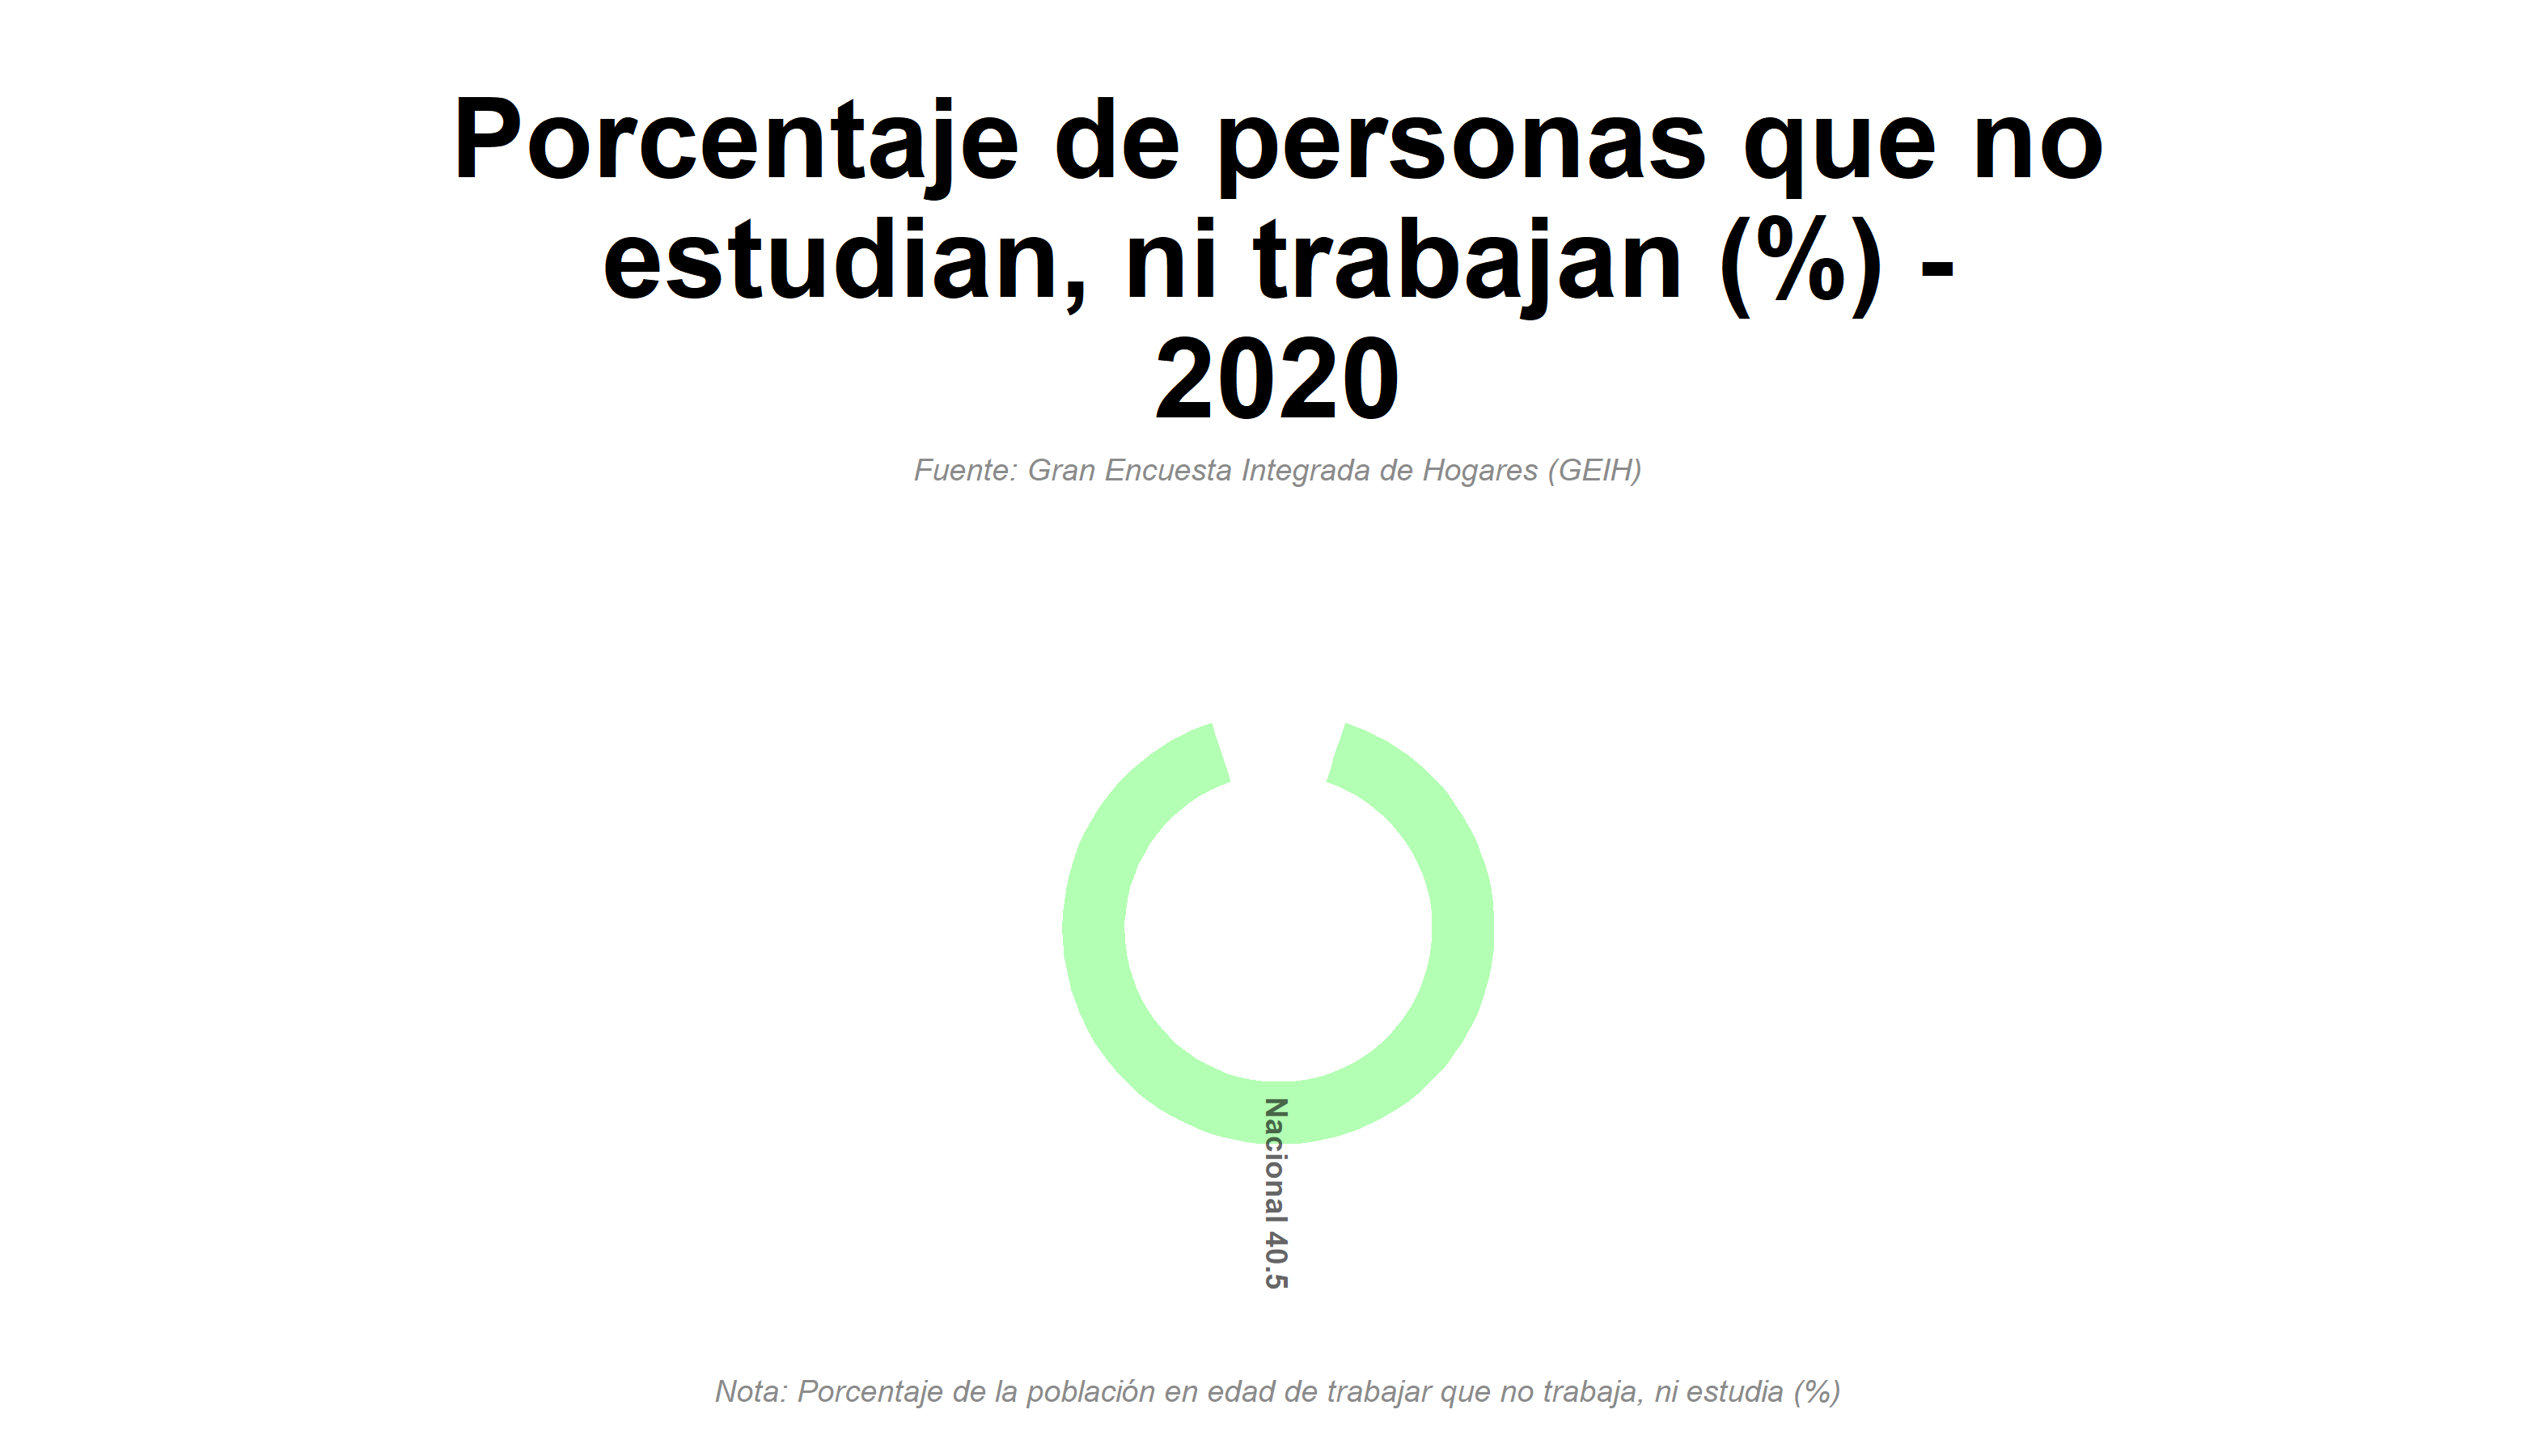 Porcentaje de personas que no
estudian, ni trabajan (%) -
2020
Fuente: Gran Encuesta Integrada de Hogares (GEIH)
Nacional 40.5
Nota: Porcentaje de la población en edad de trabajar que no trabaja, ni estudia (%)